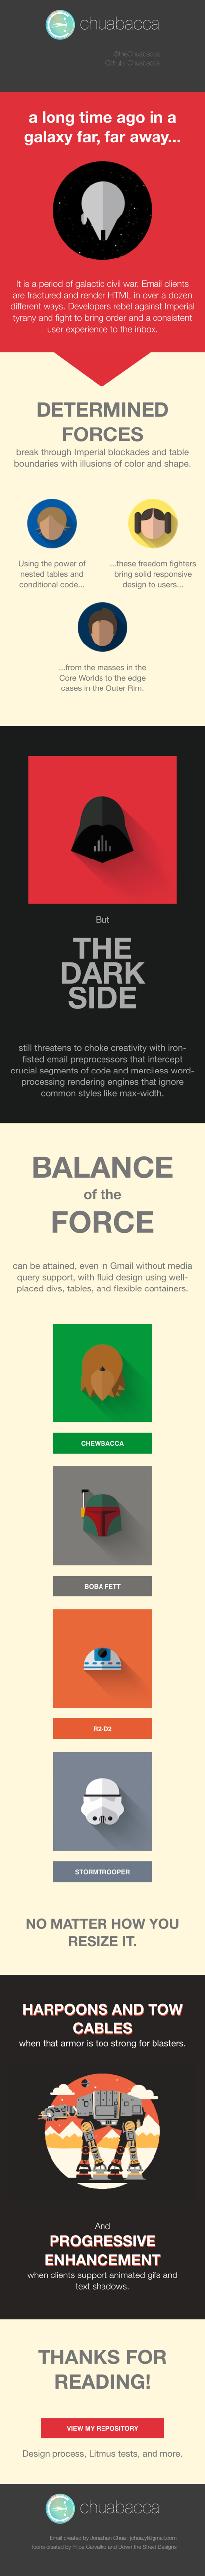 chuabacca
@theChuabacca
Github: Chuabacca
a long time ago in a
galaxy far, far away...
It is a period of galactic civil war. Email clients
are fractured and render HTML in over a dozen
different ways. Developers rebel against Imperial
tyrany and fight to bring order and a consistent
user experience to the inbox.
DETERMINED
FORCES
break through Imperial blockades and table
boundaries with illusions of color and shape.
Using the power of
nested tables and
conditional code...
...these freedom fighters
bring solid responsive
design to users...
...from the masses in the
Core Worlds to the edge
cases in the Outer Rim.
But
THE
DARK
SIDE
still threatens to choke creativity with iron-
fisted email preprocessors that intercept
crucial segments of code and merciless word-
processing rendering engines that ignore
common styles like max-width.
BALANCE
of the
FORCE
can be attained, even in Gmail without media
query support, with fluid design using well-
placed divs, tables, and flexible containers.
CHEWBACCA
BOBA FETT
R2-D2
STORMTROOPER
NO MATTER HOW YOU
RESIZE IT.
HARPOONS AND TOW
CABLES
when that armor is too strong for blasters.
And
PROGRESSIVE
ENHANCEMENT
when clients support animated gifs and
text shadows.
THANKS FOR
READING!
VIEW MY REPOSITORY
Design process, Litmus tests, and more.
chuabacca
Email created by Jonathan Chua | jchua.y@gmail.com
Icons created by Filipe Carvalho and Down the Street Designs